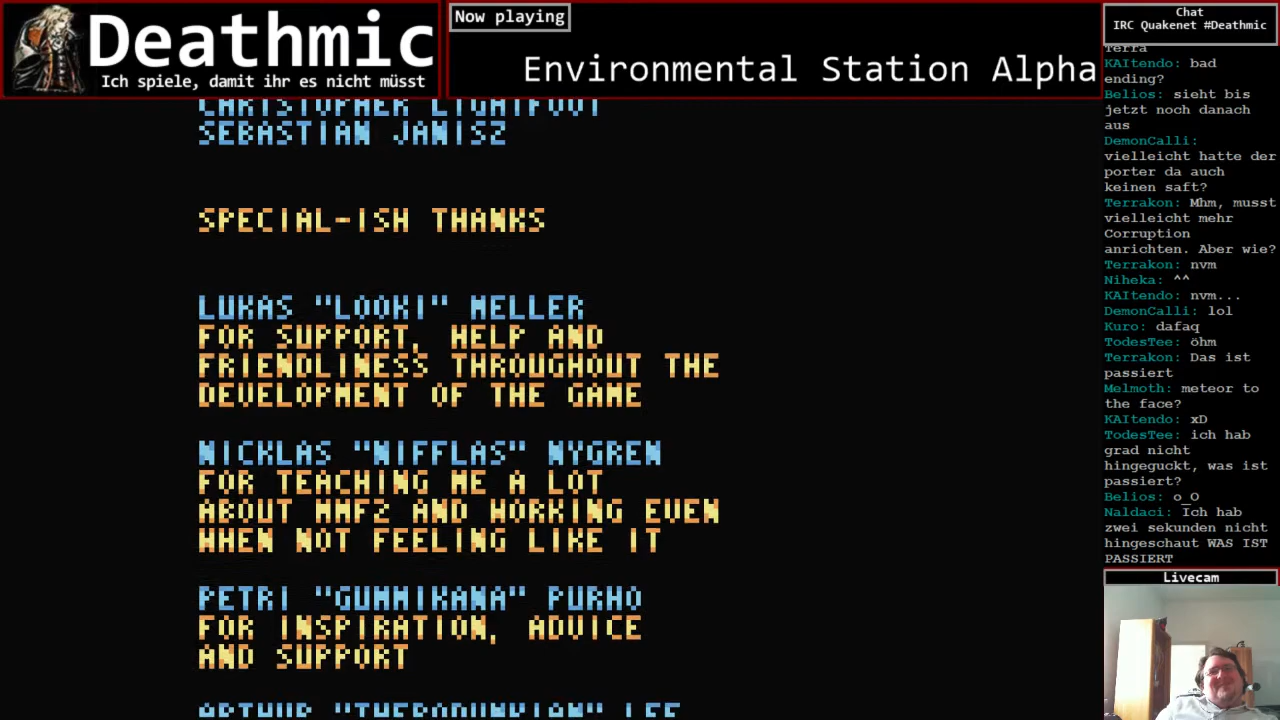 Deathmic
Ich spiele, damit ihr es nicht müsst
Now playing
Environmental Station Alpha
CHRISTOPHER LIGHTFOOT
SEBASTIAN JANISZ
SPECIAL-ISH THANKS
LUKAS "LOOKI" MELLER
FOR SUPPORT, HELP AND
FRIENDLINESS THROUGHOUT THE
DEVELOPMENT OF THE GAME
NICKLAS "NIFFLAS" NYGREN
FOR TEACHING ME A LOT
ABOUT MMF2 AND WORKING EVEN
WHEN NOT FEELING LIKE IT
PETRI "GUMMIKANA" PURHO
FOR INSPIRATION, ADVICE
AND SUPPORT
ARTHUR LEE
Chat
IRC Quakenet #Deathmic
Terra
KAItendo: bad
ending?
Belios: sieht bis
jetzt noch danach
aus
DemonCalli:
vielleicht hatte der
porter da auch
keinen saft?
Terrakon: Mhm, musst
vielleicht mehr
Corruption
anrichten. Aber wie?
Terrakon: nvm
Niheka: ^^
KAItendo: nvm...
DemonCalli: lol
Kuro: dafaq
TodesTee: öhm
Terrakon: Das ist
passiert
Melmoth: meteor to
the face?
KAItendo: xD
TodesTee: ich hab
grad nicht
hingeguckt, was ist
passiert?
Belios: o_O
Naldaci: Ich hab
zwei sekunden nicht
hingeschaut WAS IST
PASSIERT
Livecam